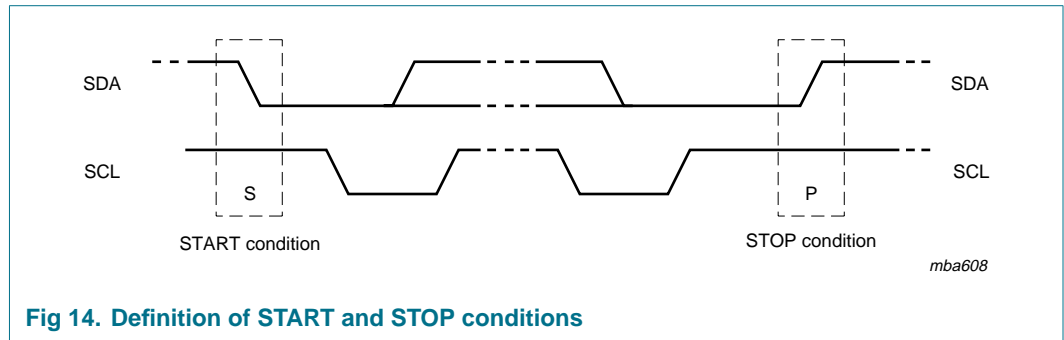 SDA SDA
SCL SCL
S P
START condition STOP condition
mba608
Fig 14. Definition of START and STOP conditions